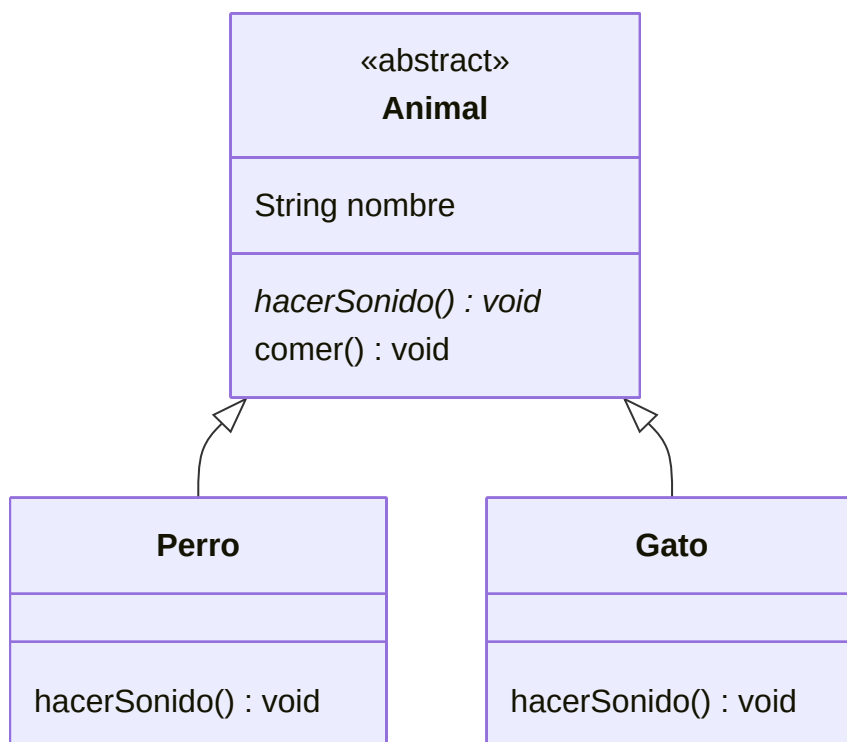 «abstract»
Animal
String nombre
hacerSonido() : void
comer() : void
Perro
hacerSonido() : void
Gato
hacerSonido() : void